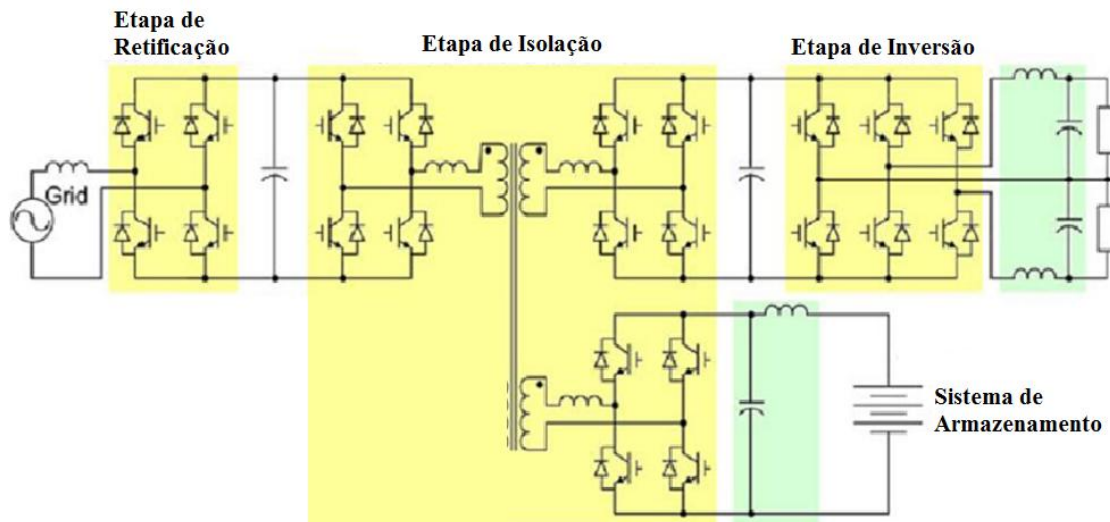 Etapa de
Retificação
Etapa de Isolação
Etapa de Inversão
Grid
Sistema de
Armazenamento